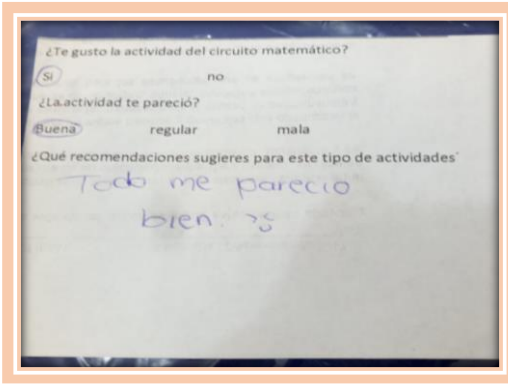 ¿Te gusto la actividad del circuito matemático?
Si no
¿La actividad te pareció?
Buena regular mala
¿Qué recomendaciones sugieres para este tipo de actividades
Todo me parecio
bien.